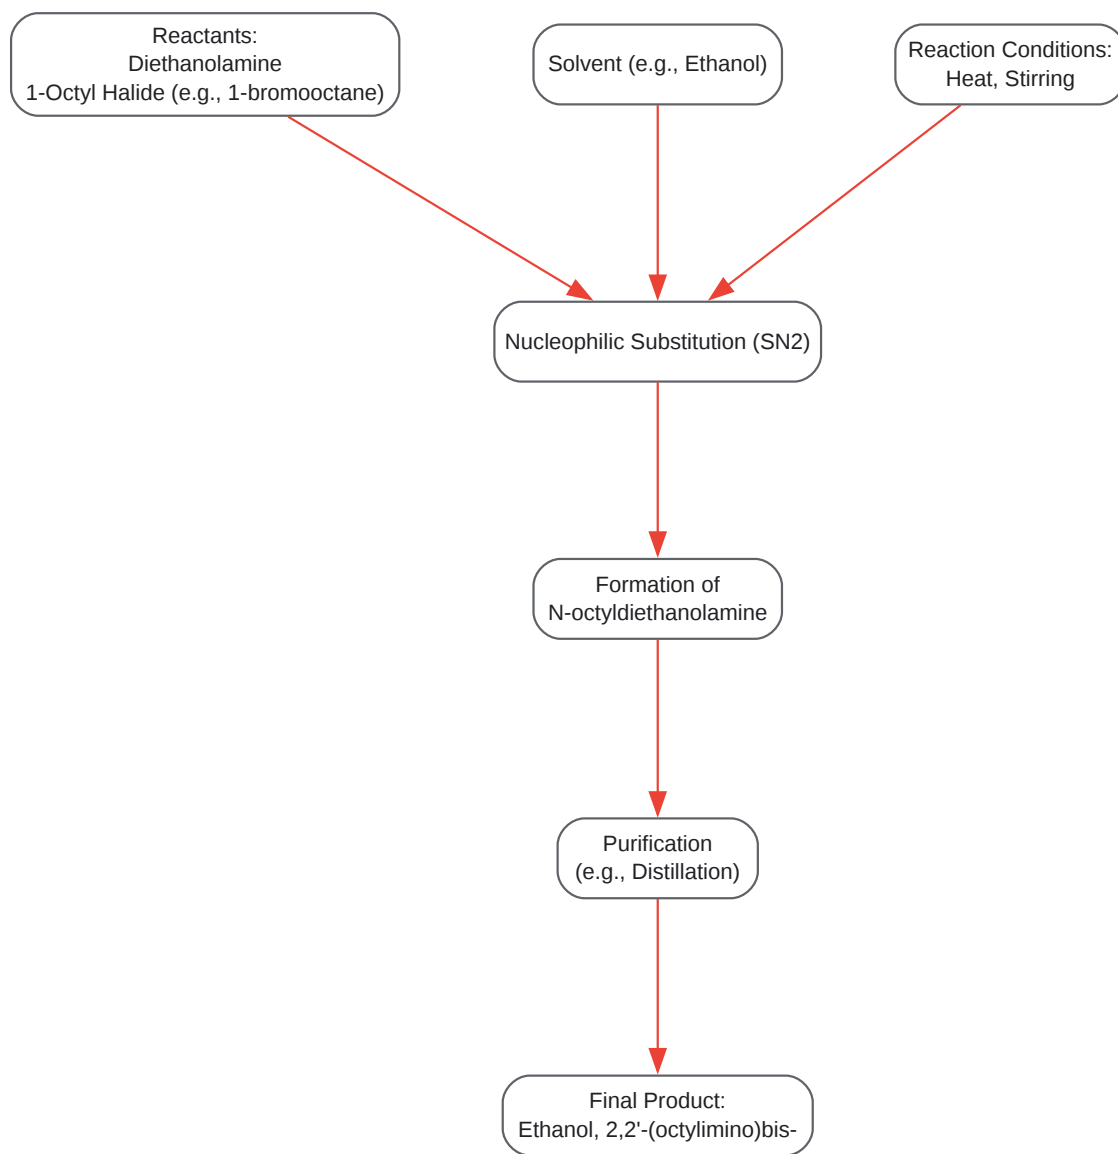 Reactants:
Diethanolamine
1-Octyl Halide (e.g., 1-bromooctane)
Solvent (e.g., Ethanol)
Reaction Conditions:
Heat, Stirring
Nucleophilic Substitution (SN2)
Formation of
N-octyldiethanolamine
Purification
(e.g., Distillation)
Final Product:
Ethanol, 2,2'-(octylimino)bis-